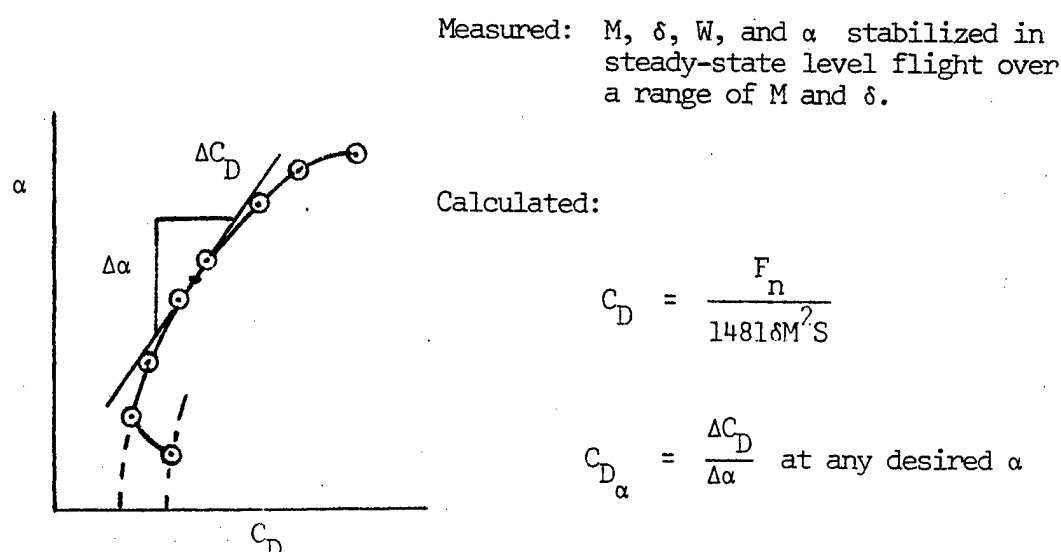 Measured: M, δ, W, and α stabilized in
steady-state level flight over
a range of M and δ.
α
ΔC_D
Δα
C_D
Calculated:
C_D = F_n / 1481δM²S
C_D_α = ΔC_D / Δα at any desired α